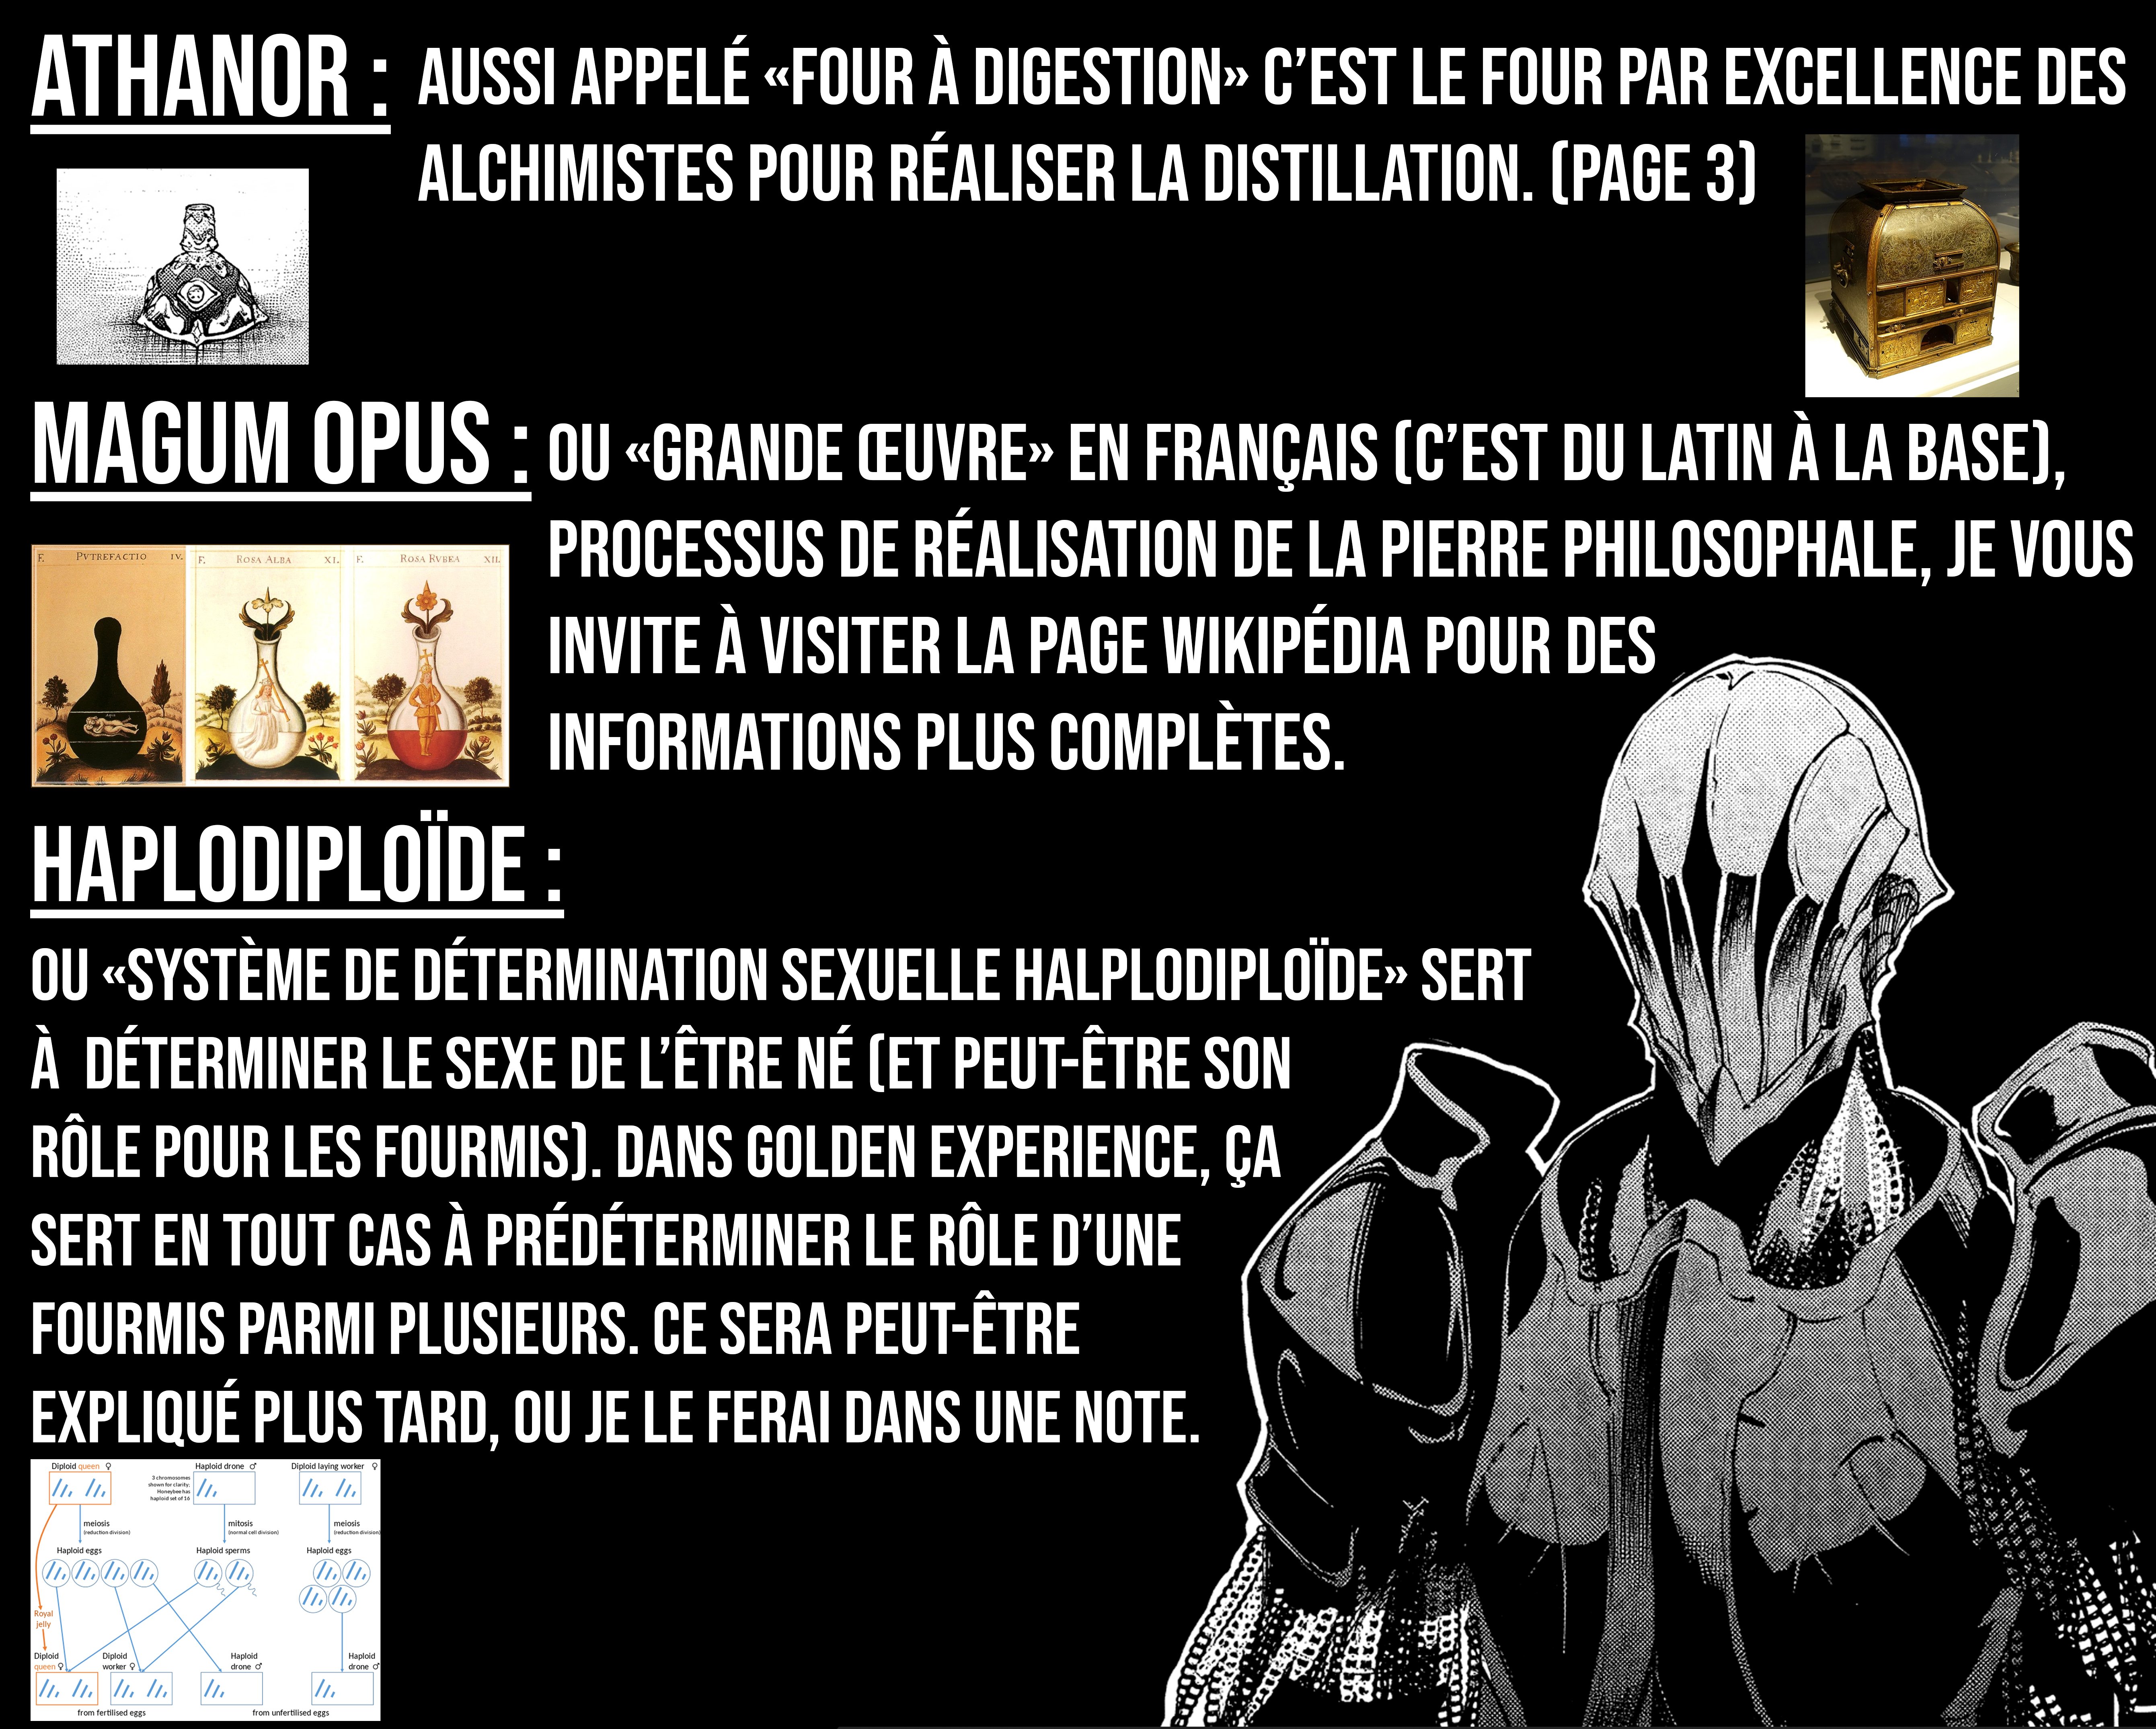 ATHANOR : AUSSI APPELÉ «FOUR À DIGESTION» C'EST LE FOUR PAR EXCELLENCE DES
ALCHIMISTES POUR RÉALISER LA DISTILLATION. (PAGE 3)
MAGUM OPUS : OU «GRANDE ŒUVRE» EN FRANÇAIS (C'EST DU LATIN À LA BASE),
PROCESSUS DE RÉALISATION DE LA PIERRE PHILOSOPHALE, JE VOUS
INVITE À VISITER LA PAGE WIKIPÉDIA POUR DES
INFORMATIONS PLUS COMPLÈTES.
F. PVTREFACTIO IV.
F. ROSA ALBA XI.
F. ROSA RVBEA XII.
HAPLODIPLOÏDE :
OU «SYSTÈME DE DÉTERMINATION SEXUELLE HALPLODIPLOÏDE» SERT
À DÉTERMINER LE SEXE DE L'ÊTRE NÉ (ET PEUT-ÊTRE SON
RÔLE POUR LES FOURMIS). DANS GOLDEN EXPERIENCE, ÇA
SERT EN TOUT CAS À PRÉDÉTERMINER LE RÔLE D'UNE
FOURMIS PARMI PLUSIEURS. CE SERA PEUT-ÊTRE
EXPLIQUÉ PLUS TARD, OU JE LE FERAI DANS UNE NOTE.
Diploid queen ♀
3 chromosomes
shown for clarity;
Honeybee has
haploid set of 16
Haploid drone ♂
Diploid laying worker ♀
meiosis
(reduction division)
mitosis
(normal cell division)
meiosis
(reduction division)
Haploid eggs
Haploid sperms
Haploid eggs
Royal
jelly
Diploid
queen ♀
Diploid
worker ♀
Haploid
drone ♂
Haploid
drone ♂
from fertilised eggs
from unfertilised eggs